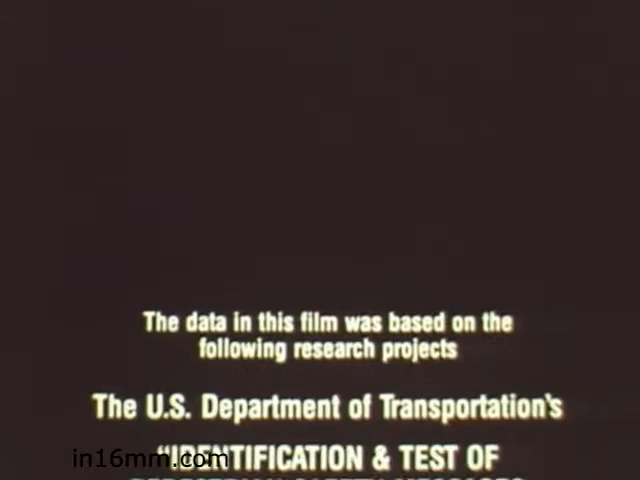 The data in this film was based on the
following research projects
The U.S. Department of Transportation's
"IDENTIFICATION & TEST OF
in16mm.com